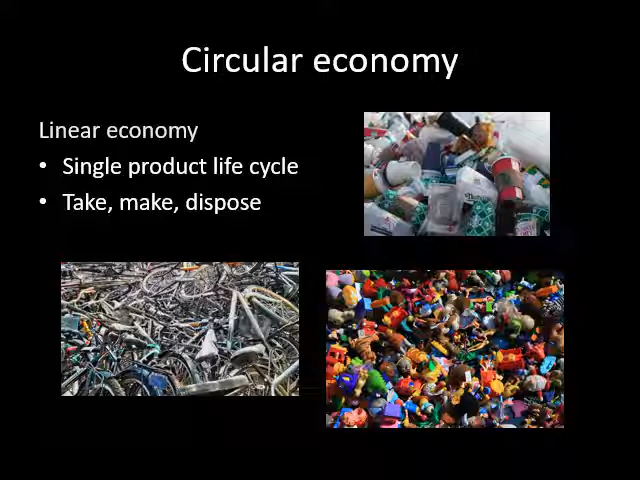 Circular economy
Linear economy
• Single product life cycle
• Take, make, dispose